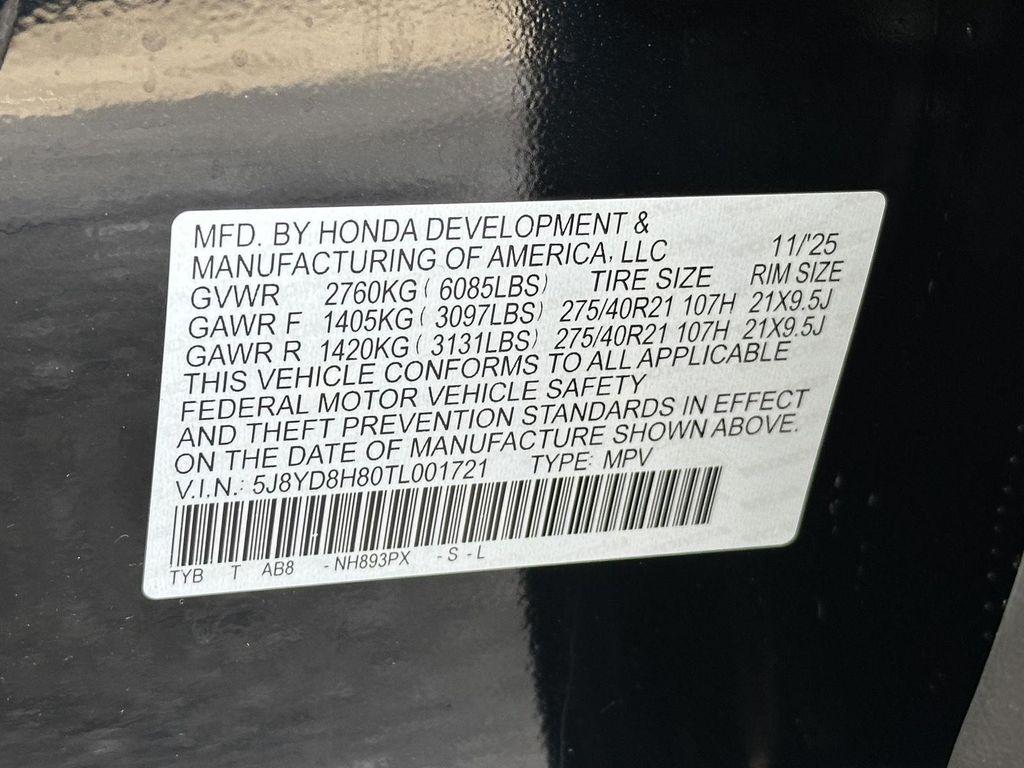 MFD. BY HONDA DEVELOPMENT &
MANUFACTURING OF AMERICA, LLC 11/'25
GVWR 2760KG ( 6085LBS) TIRE SIZE RIM SIZE
GAWR F 1405KG ( 3097LBS) 275/40R21 107H 21X9.5J
GAWR R 1420KG ( 3131LBS) 275/40R21 107H 21X9.5J
THIS VEHICLE CONFORMS TO ALL APPLICABLE
FEDERAL MOTOR VEHICLE SAFETY
AND THEFT PREVENTION STANDARDS IN EFFECT
ON THE DATE OF MANUFACTURE SHOWN ABOVE.
V.I.N.: 5J8YD8H80TL001721 TYPE: MPV
TYB T AB8 -NH893PX -S-L